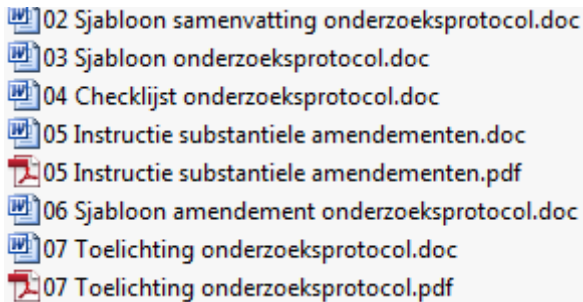 02 Sjabloon samenvatting onderzoeksprotocol.doc
03 Sjabloon onderzoeksprotocol.doc
04 Checklijst onderzoeksprotocol.doc
05 Instructie substantiele amendementen.doc
05 Instructie substantiele amendementen.pdf
06 Sjabloon amendement onderzoeksprotocol.doc
07 Toelichting onderzoeksprotocol.doc
07 Toelichting onderzoeksprotocol.pdf